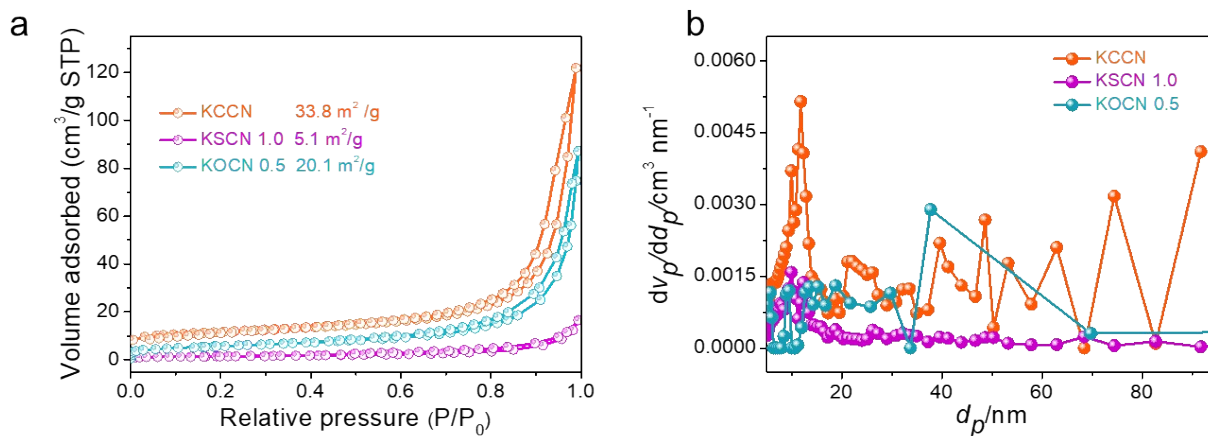 a
Volume adsorbed (cm³/g STP)
120
100
80
60
40
20
0
KCCN 33.8 m²/g
KSCN 1.0 5.1 m²/g
KOCN 0.5 20.1 m²/g
0.0 0.2 0.4 0.6 0.8 1.0
Relative pressure (P/P₀)
b
dvₚ/ddₚ/cm³ nm⁻¹
0.0060
0.0045
0.0030
0.0015
0.0000
KCCN
KSCN 1.0
KOCN 0.5
20 40 60 80
dₚ/nm